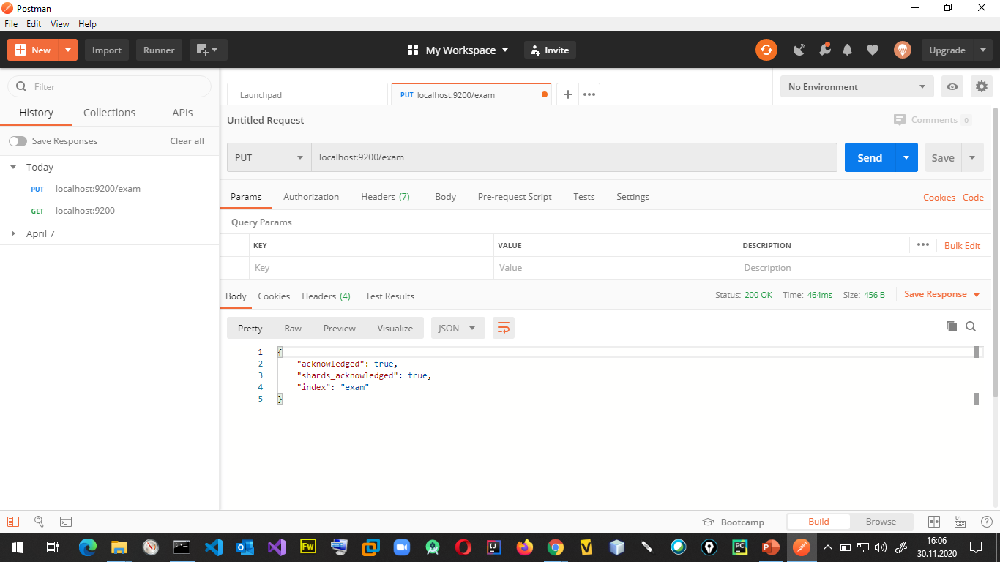 Postman
File Edit View Help
New Import Runner My Workspace Invite Upgrade
Filter
History Collections APIs
Save Responses Clear all
Today
PUT localhost:9200/exam
GET localhost:9200
April 7
Launchpad PUT localhost:9200/exam No Environment
Untitled Request Comments 0
PUT localhost:9200/exam Send Save
Params Authorization Headers (7) Body Pre-request Script Tests Settings Cookies Code
Query Params
KEY VALUE DESCRIPTION Bulk Edit
Key Value Description
Body Cookies Headers (4) Test Results Status: 200 OK Time: 464ms Size: 456 B Save Response
Pretty Raw Preview Visualize JSON
1 {
2 "acknowledged": true,
3 "shards_acknowledged": true,
4 "index": "exam"
5 }
Bootcamp Build Browse
Fw IJ PC P 16:06
30.11.2020